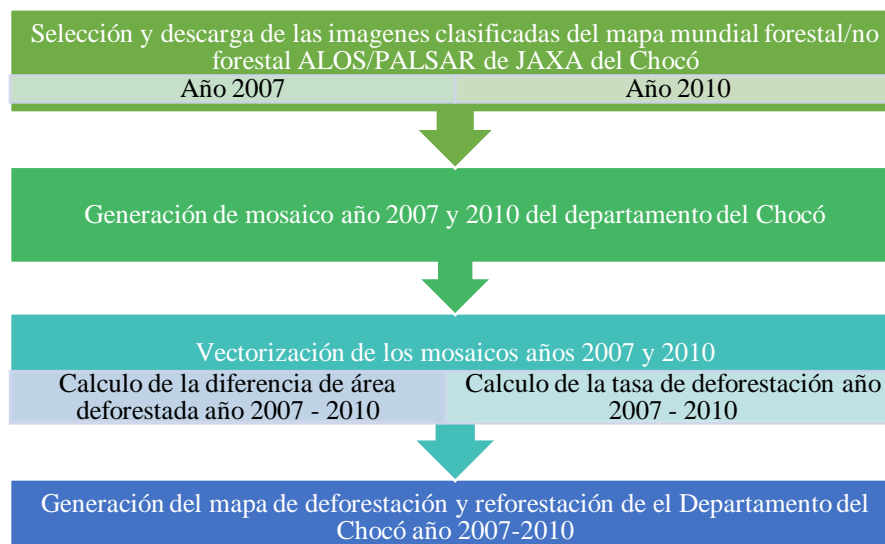 Selección y descarga de las imagenes clasificadas del mapa mundial forestal/no
forestal ALOS/PALSAR de JAXA del Chocó
Año 2007
Año 2010
Generación de mosaico año 2007 y 2010 del departamento del Chocó
Vectorización de los mosaicos años 2007 y 2010
Calculo de la diferencia de área
deforestada año 2007 - 2010
Calculo de la tasa de deforestación año
2007 - 2010
Generación del mapa de deforestación y reforestación de el Departamento del
Chocó año 2007-2010